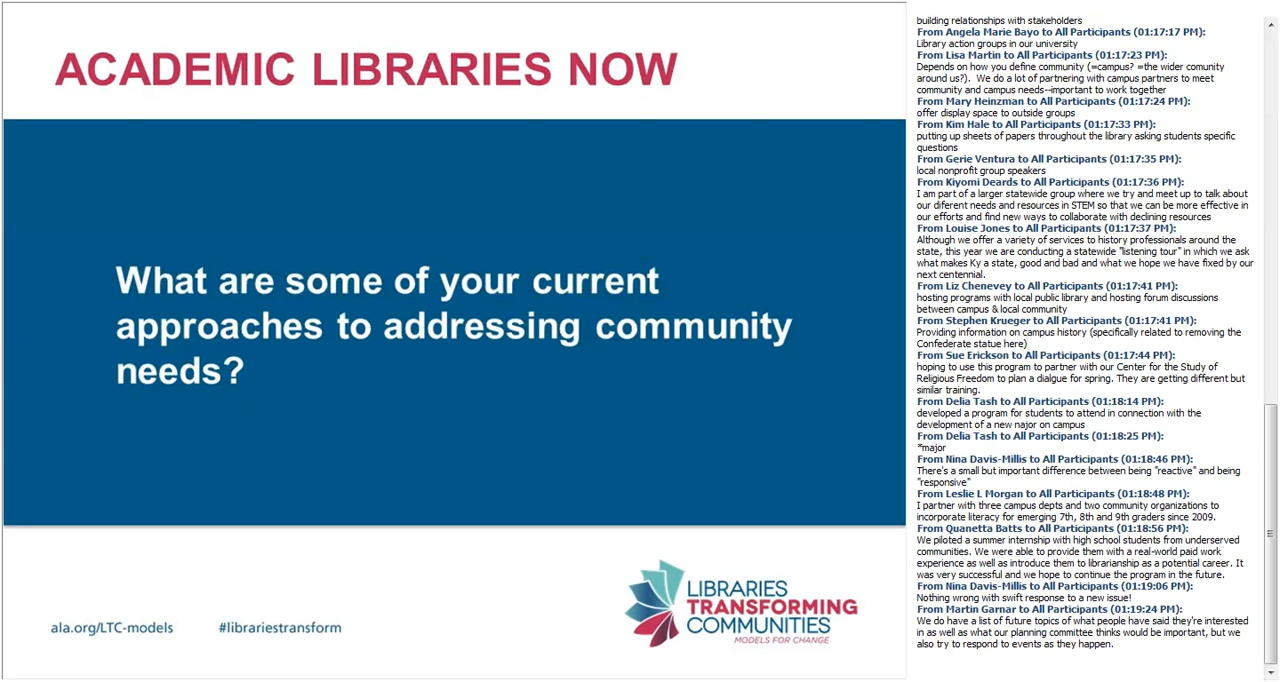 ACADEMIC LIBRARIES NOW
What are some of your current
approaches to addressing community
needs?
ala.org/LTC-models
#librariestransform
LIBRARIES
TRANSFORMING
COMMUNITIES
MODELS FOR CHANGE
building relationships with stakeholders
From Angela Marie Bayo to All Participants (01:17:17 PM):
Library action groups in our university
From Lisa Martin to All Participants (01:17:23 PM):
Depends on how you define community (=campus? =the wider comunity
around us?).  We do a lot of partnering with campus partners to meet
community and campus needs--important to work together
From Mary Heinzman to All Participants (01:17:24 PM):
offer display space to outside groups
From Kim Hale to All Participants (01:17:33 PM):
putting up sheets of papers throughout the library asking students specific
questions
From Gerie Ventura to All Participants (01:17:35 PM):
local nonprofit group speakers
From Kiyomi Deards to All Participants (01:17:36 PM):
I am part of a larger statewide group where we try and meet up to talk about
our diferent needs and resources in STEM so that we can be more effective in
our efforts and find new ways to collaborate with declining resources
From Louise Jones to All Participants (01:17:37 PM):
Although we offer a variety of services to history professionals around the
state, this year we are conducting a statewide "listening tour" in which we ask
what makes Ky a state, good and bad and what we hope we have fixed by our
next centennial.
From Liz Chenevey to All Participants (01:17:41 PM):
hosting programs with local public library and hosting forum discussions
between campus & local community
From Stephen Krueger to All Participants (01:17:41 PM):
Providing information on campus history (specifically related to removing the
Confederate statue here)
From Sue Erickson to All Participants (01:17:44 PM):
hoping to use this program to partner with our Center for the Study of
Religious Freedom to plan a dialgue for spring. They are getting different but
similar training.
From Delia Tash to All Participants (01:18:14 PM):
developed a program for students to attend in connection with the
development of a new najor on campus
From Delia Tash to All Participants (01:18:25 PM):
*major
From Nina Davis-Millis to All Participants (01:18:46 PM):
There's a small but important difference between being "reactive" and being
"responsive"
From Leslie L Morgan to All Participants (01:18:48 PM):
I partner with three campus depts and two community organizations to
incorporate literacy for emerging 7th, 8th and 9th graders since 2009.
From Quanetta Batts to All Participants (01:18:56 PM):
We piloted a summer internship with high school students from underserved
communities. We were able to provide them with a real-world paid work
experience as well as introduce them to librarianship as a potential career. It
was very successful and we hope to continue the program in the future.
From Nina Davis-Millis to All Participants (01:19:06 PM):
Nothing wrong with swift response to a new issue!
From Martin Garnar to All Participants (01:19:24 PM):
We do have a list of future topics of what people have said they're interested
in as well as what our planning committee thinks would be important, but we
also try to respond to events as they happen.